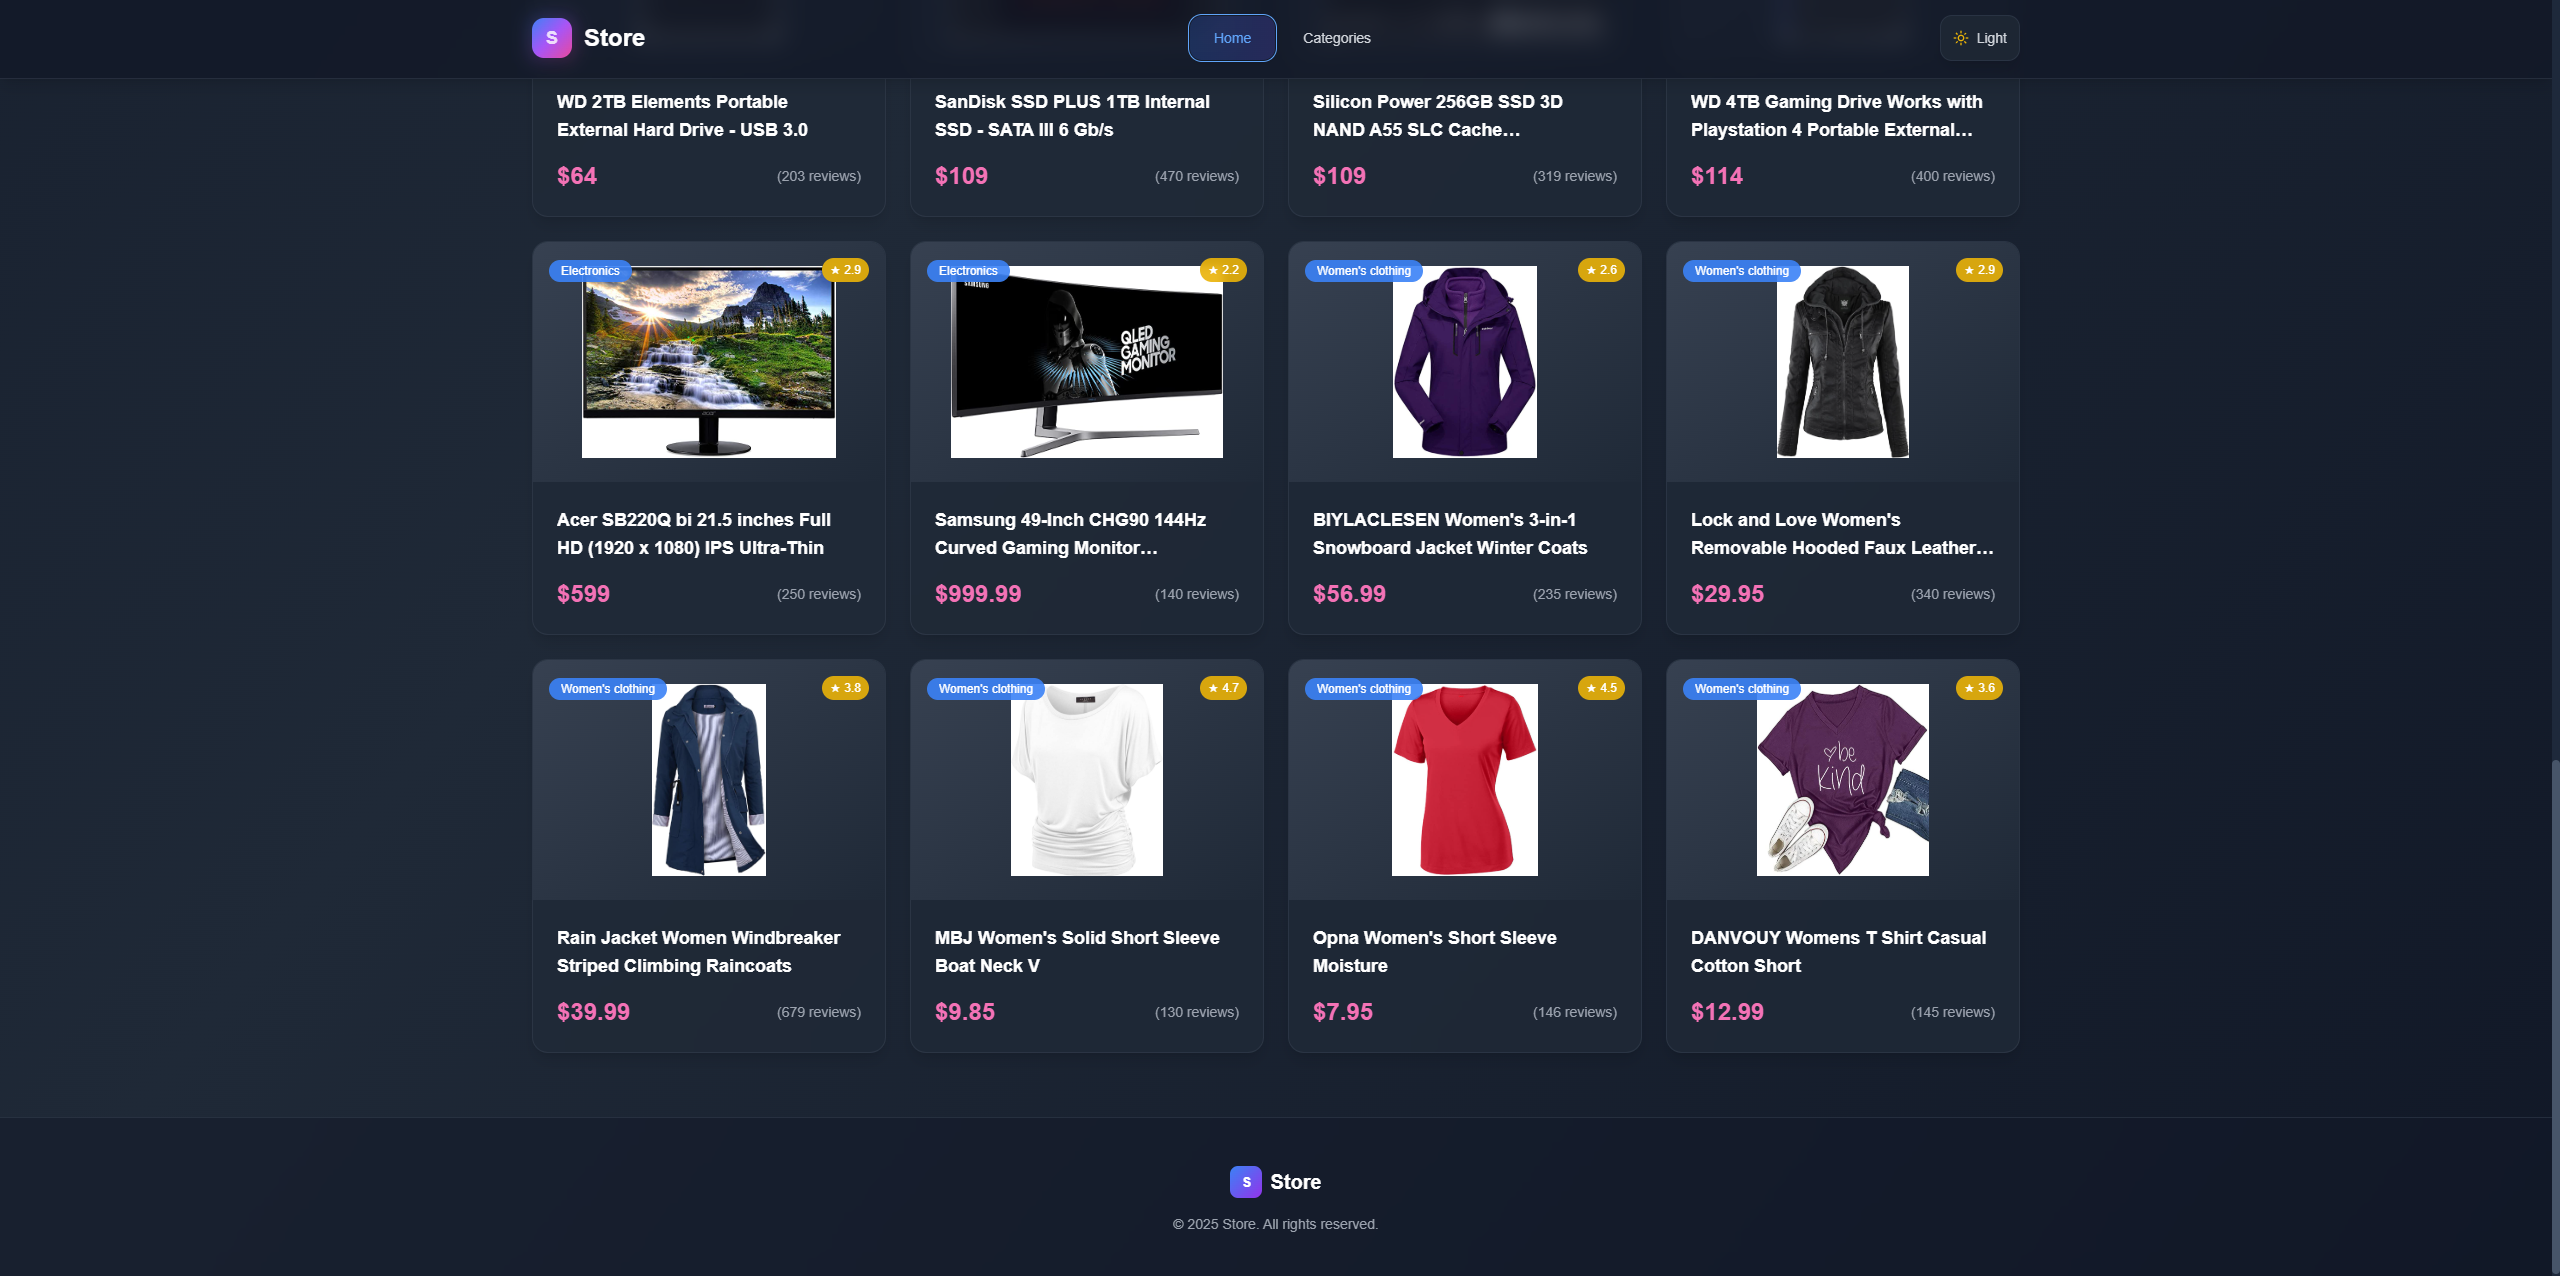 S Store
Home
Categories
Light
WD 2TB Elements Portable
External Hard Drive - USB 3.0
$64
(203 reviews)
SanDisk SSD PLUS 1TB Internal
SSD - SATA III 6 Gb/s
$109
(470 reviews)
Silicon Power 256GB SSD 3D
NAND A55 SLC Cache...
$109
(319 reviews)
WD 4TB Gaming Drive Works with
Playstation 4 Portable External...
$114
(400 reviews)
Electronics
★ 2.9
acer
Acer SB220Q bi 21.5 inches Full
HD (1920 x 1080) IPS Ultra-Thin
$599
(250 reviews)
Electronics
★ 2.2
SAMSUNG
QLED
GAMING
MONITOR
Samsung 49-Inch CHG90 144Hz
Curved Gaming Monitor...
$999.99
(140 reviews)
Women's clothing
★ 2.6
BIYLACLESEN Women's 3-in-1
Snowboard Jacket Winter Coats
$56.99
(235 reviews)
Women's clothing
★ 2.9
Lock and Love Women's
Removable Hooded Faux Leather...
$29.95
(340 reviews)
Women's clothing
★ 3.8
Rain Jacket Women Windbreaker
Striped Climbing Raincoats
$39.99
(679 reviews)
Women's clothing
★ 4.7
MBJ Women's Solid Short Sleeve
Boat Neck V
$9.85
(130 reviews)
Women's clothing
★ 4.5
Opna Women's Short Sleeve
Moisture
$7.95
(146 reviews)
Women's clothing
★ 3.6
be
kind
DANVOUY Womens T Shirt Casual
Cotton Short
$12.99
(145 reviews)
S Store
© 2025 Store. All rights reserved.